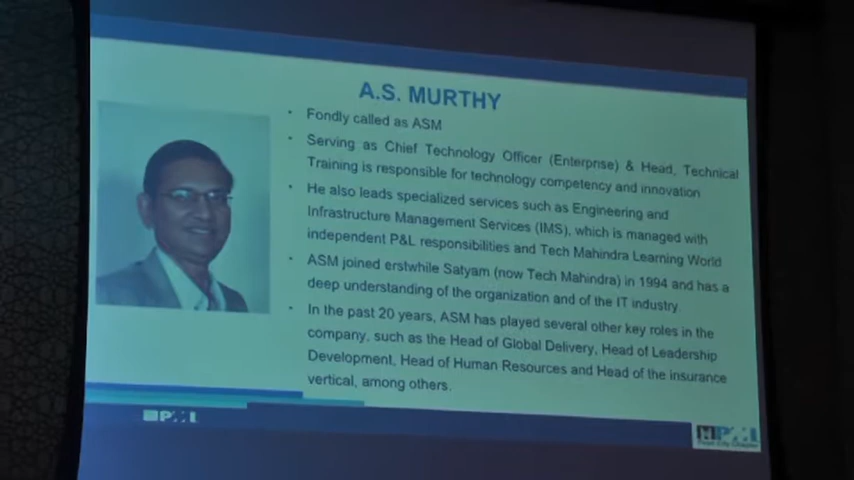 A.S. MURTHY
• Fondly called as ASM
• Serving as Chief Technology Officer (Enterprise) & Head, Technical
Training is responsible for technology competency and innovation
• He also leads specialized services such as Engineering and
Infrastructure Management Services (IMS), which is managed with
independent P&L responsibilities and Tech Mahindra Learning World
• ASM joined erstwhile Satyam (now Tech Mahindra) in 1994 and has a
deep understanding of the organization and of the IT industry.
• In the past 20 years, ASM has played several other key roles in the
company, such as the Head of Global Delivery, Head of Leadership
Development, Head of Human Resources and Head of the insurance
vertical, among others.